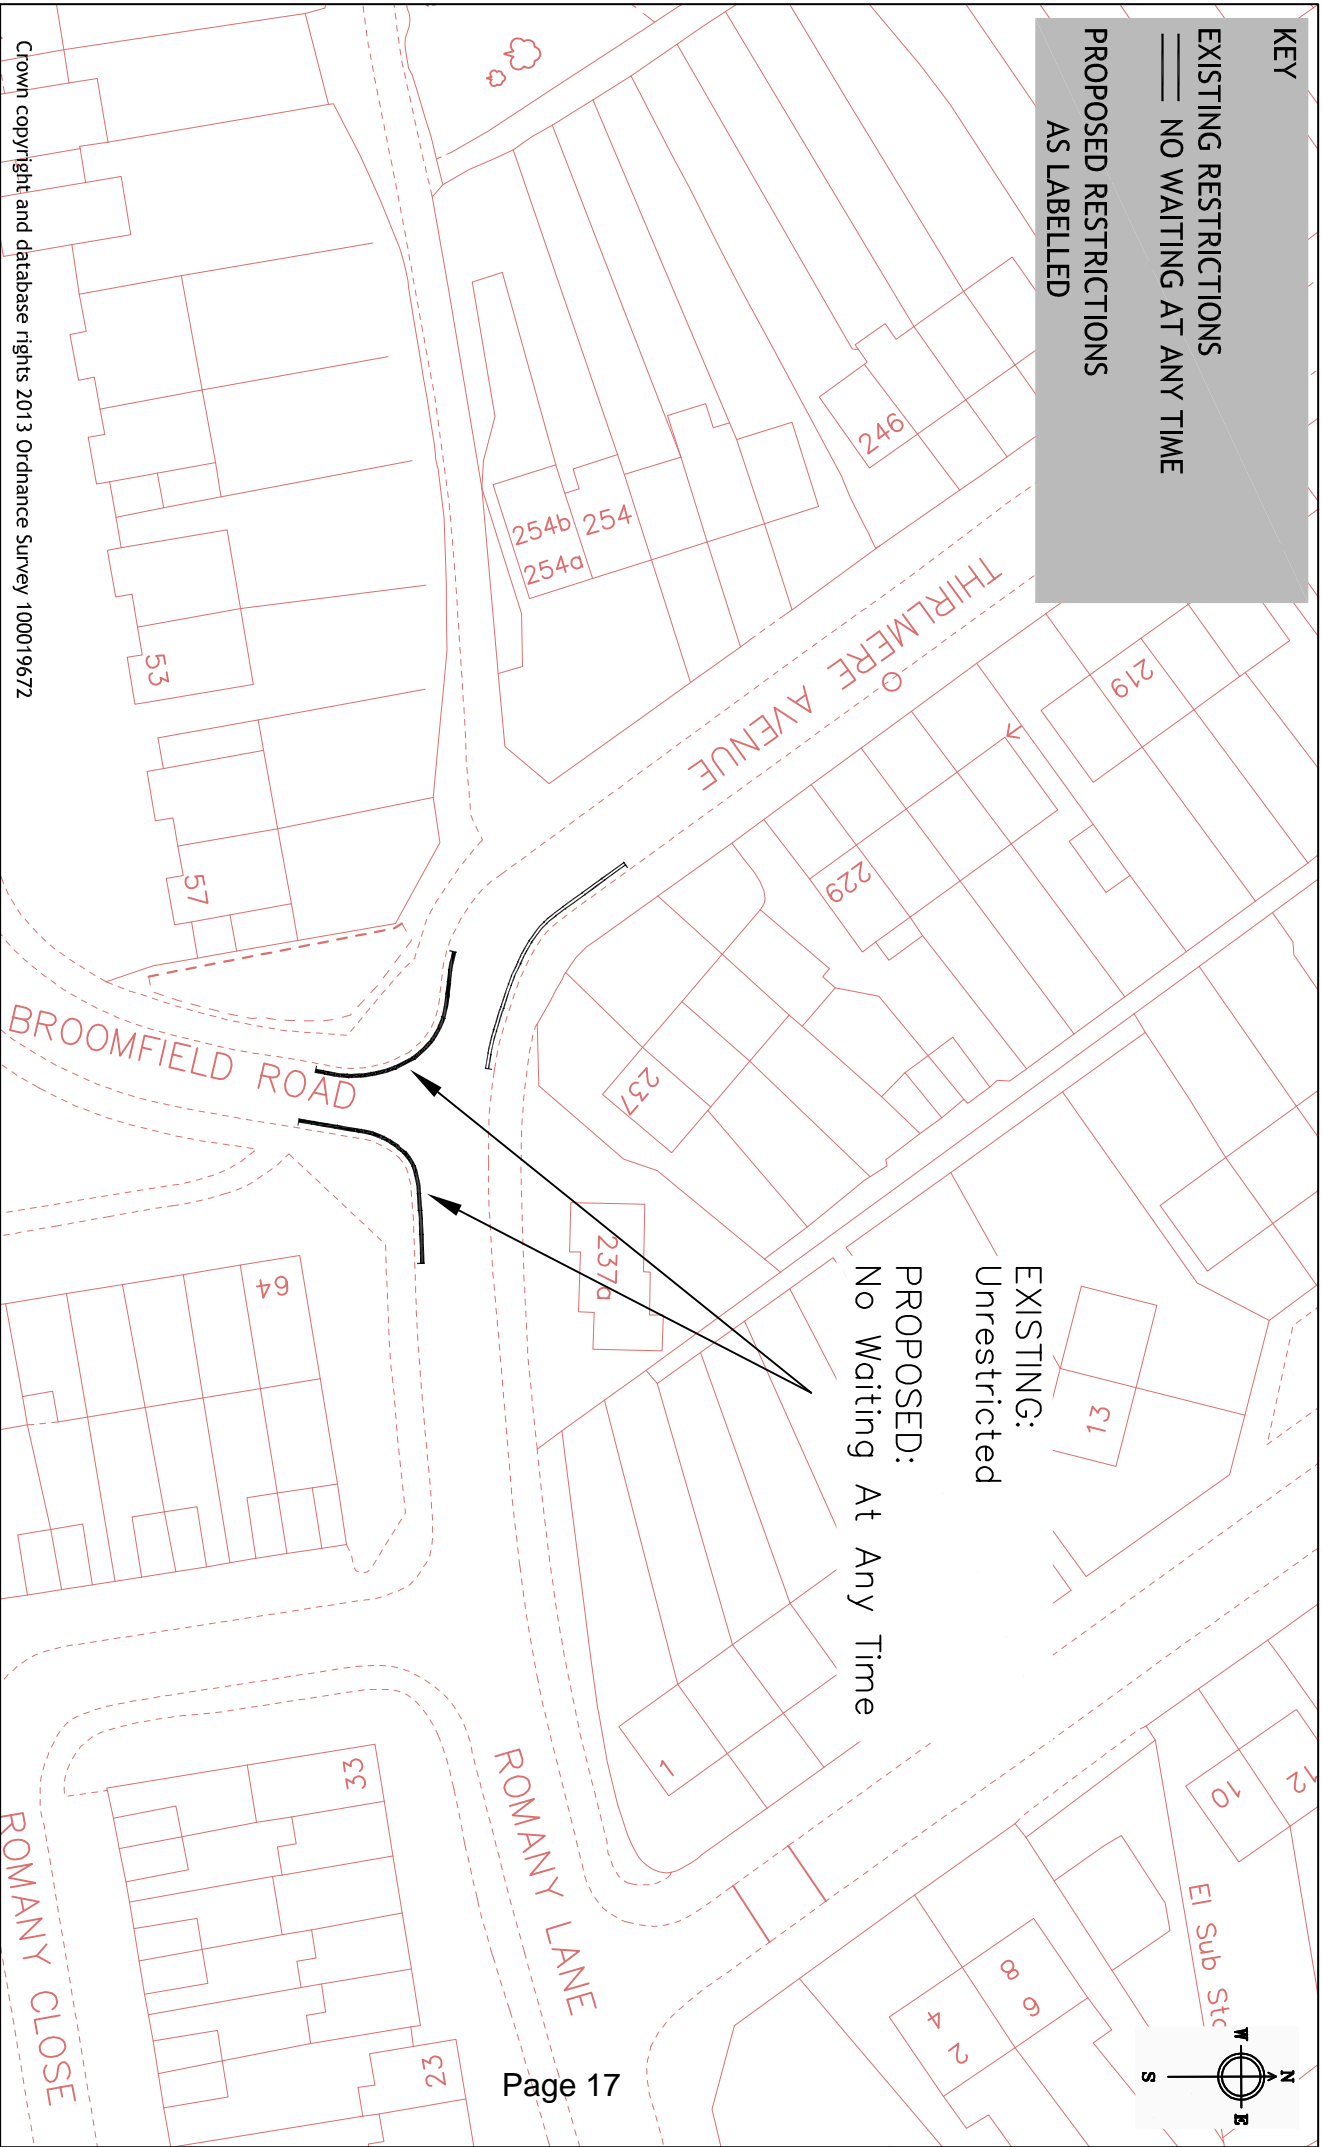 KEY
EXISTING RESTRICTIONS
NO WAITING AT ANY TIME
PROPOSED RESTRICTIONS
AS LABELLED
N
W
E
S
EXISTING:
Unrestricted
PROPOSED:
No Waiting At Any Time
THIRLMERE AVENUE
BROOMFIELD ROAD
ROMANY LANE
ROMANY CLOSE
El Sub Sta
246
254
254b
254a
219
229
237
237a
13
12
10
8
6
4
2
1
53
57
64
33
23
Crown copyright and database rights 2013 Ordnance Survey 100019672
Page 17